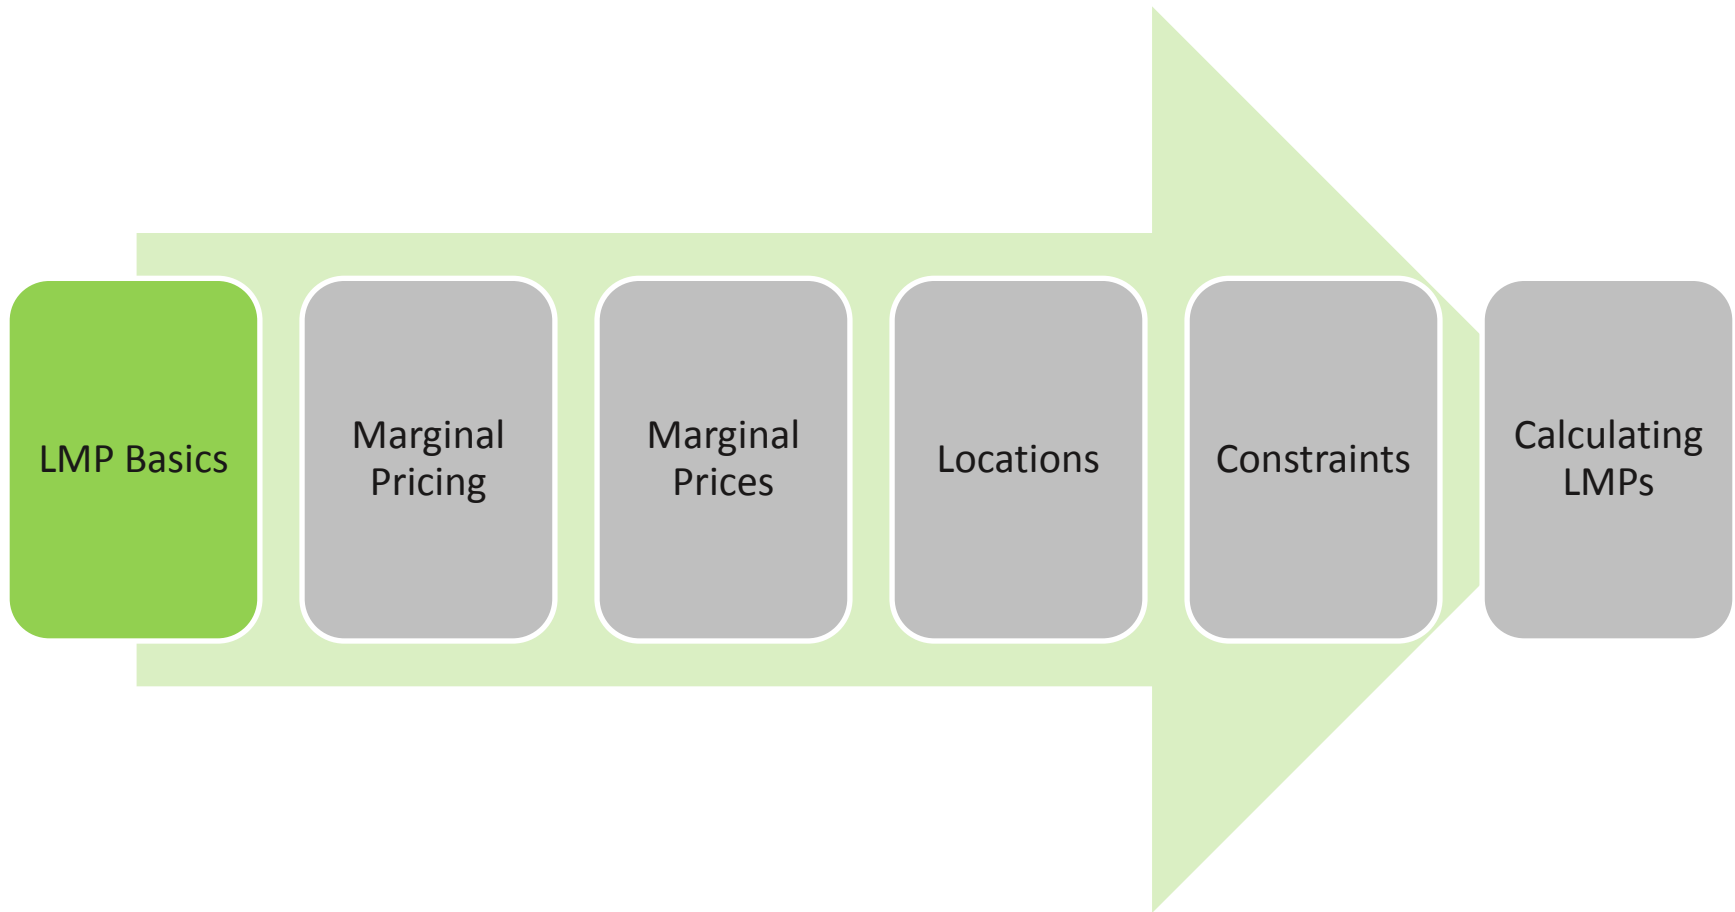 LMP Basics
Marginal
Pricing
Marginal
Prices
Locations
Constraints
Calculating
LMPs